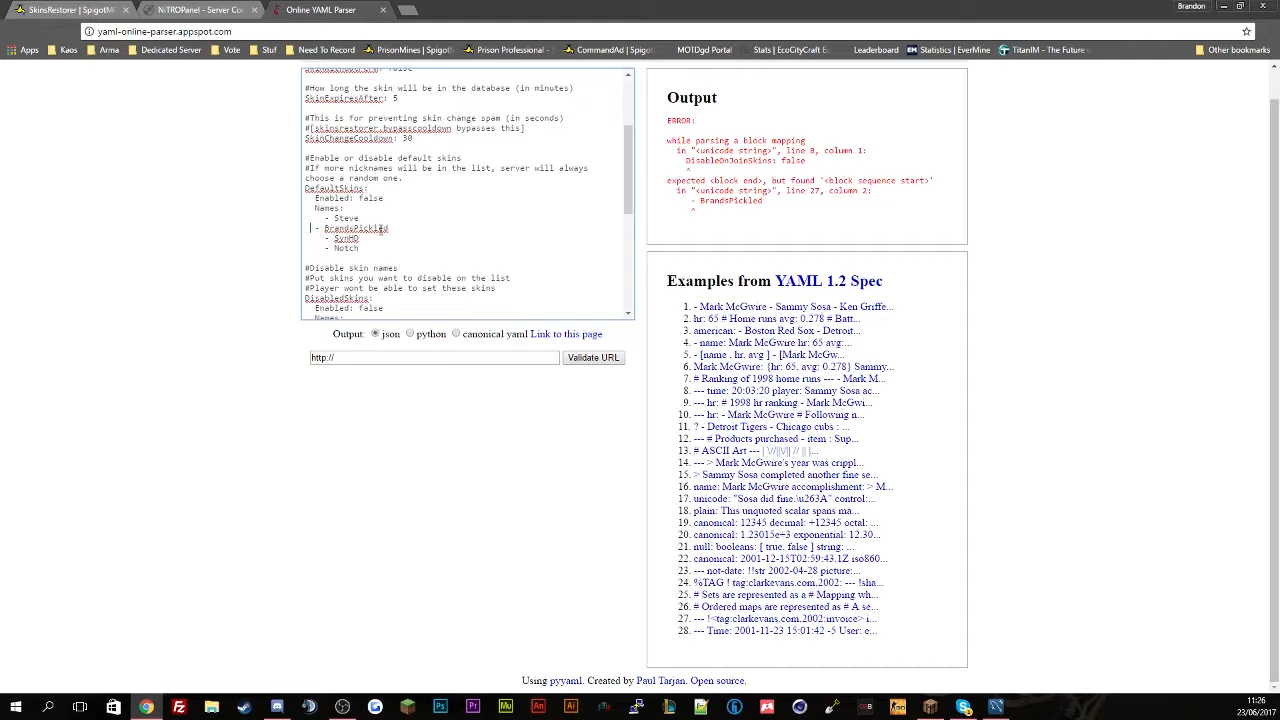 SkinsRestorer | SpigotM
NiTROPanel - Server Con
Online YAML Parser
Brandon
yaml-online-parser.appspot.com
Apps
Kaos
Arma
Dedicated Server
Vote
Stuf
Need To Record
PrisonMines | Spigot
Prison Professional -
CommandAd | Spigot
MOTDgd Portal
Stats | EcoCityCraft E
Leaderboard
Statistics | EverMine
TitanIM – The Future
Other bookmarks
#How long the skin will be in the database (in minutes)
SkinExpiresAfter: 5
#This is for preventing skin change spam (in seconds)
#[skinsrestorer.bypasscooldown bypasses this]
SkinChangeCooldown: 30
#Enable or disable default skins
#If more nicknames will be in the list, server will always
choose a random one.
DefaultSkins:
Enabled: false
Names:
- Steve
- BrandsPickled
- SynHD
- Notch
#Disable skin names
#Put skins you want to disable on the list
#Player wont be able to set these skins
DisabledSkins:
Enabled: false
Names:
Output: json python canonical yaml Link to this page
http:// Validate URL
Output
ERROR:
while parsing a block mapping
in "<unicode string>", line 8, column 1:
DisableOnJoinSkins: false
^
expected <block end>, but found '<block sequence start>'
in "<unicode string>", line 27, column 2:
- BrandsPickled
^
Examples from YAML 1.2 Spec
1. - Mark McGwire - Sammy Sosa - Ken Griffe...
2. hr: 65 # Home runs avg: 0.278 # Batt...
3. american: - Boston Red Sox - Detroit...
4. - name: Mark McGwire hr: 65 avg:...
5. - [name , hr, avg ] - [Mark McGw...
6. Mark McGwire: {hr: 65, avg: 0.278} Sammy...
7. # Ranking of 1998 home runs --- - Mark M...
8. --- time: 20:03:20 player: Sammy Sosa ac...
9. --- hr: # 1998 hr ranking - Mark McGwi...
10. --- hr: - Mark McGwire # Following n...
11. ? - Detroit Tigers - Chicago cubs : ...
12. --- # Products purchased - item : Sup...
13. # ASCII Art --- | \//||\/|| // || |...
14. --- > Mark McGwire's year was crippl...
15. > Sammy Sosa completed another fine se...
16. name: Mark McGwire accomplishment: > M...
17. unicode: "Sosa did fine.\u263A" control:...
18. plain: This unquoted scalar spans ma...
19. canonical: 12345 decimal: +12345 octal: ...
20. canonical: 1.23015e+3 exponential: 12.30...
21. null: booleans: [ true, false ] string: ...
22. canonical: 2001-12-15T02:59:43.1Z iso860...
23. --- not-date: !!str 2002-04-28 picture:...
24. %TAG ! tag:clarkevans.com,2002: --- !sha...
25. # Sets are represented as a # Mapping wh...
26. # Ordered maps are represented as # A se...
27. --- !<tag:clarkevans.com,2002:invoice> i...
28. --- Time: 2001-11-23 15:01:42 -5 User: e...
Using pyyaml. Created by Paul Tarjan. Open source.
Ps
Pr
Mu
An
Ai
OSB
GO
11:26
23/06/2017